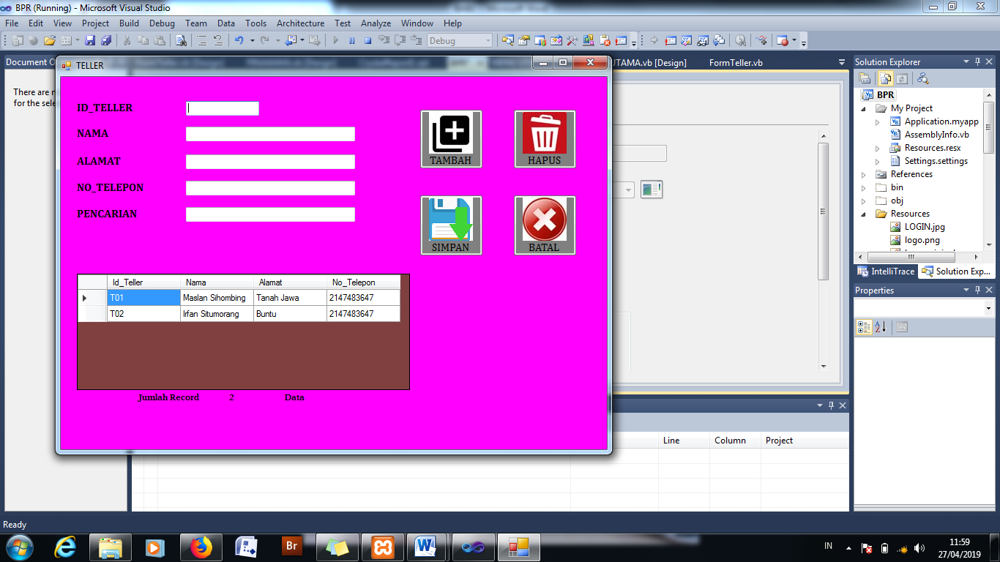 BPR (Running) - Microsoft Visual Studio
File Edit View Project Build Debug Team Data Tools Architecture Test Analyze Window Help
Debug
Document O
There are n
for the sele
UTAMA.vb [Design] FormTeller.vb
TELLER
ID_TELLER
NAMA
ALAMAT
NO_TELEPON
PENCARIAN
TAMBAH HAPUS
SIMPAN BATAL
Id_Teller Nama Alamat No_Telepon
T01 Maslan Sihombing Tanah Jawa 2147483647
T02 Irfan Situmorang Buntu 2147483647
Jumlah Record 2 Data
Line Column Project
Solution Explorer
BPR
My Project
Application.myapp
AssemblyInfo.vb
Resources.resx
Settings.settings
References
bin
obj
Resources
LOGIN.jpg
logo.png
IntelliTrace Solution Exp...
Properties
Ready
Br
IN
11:59
27/04/2019